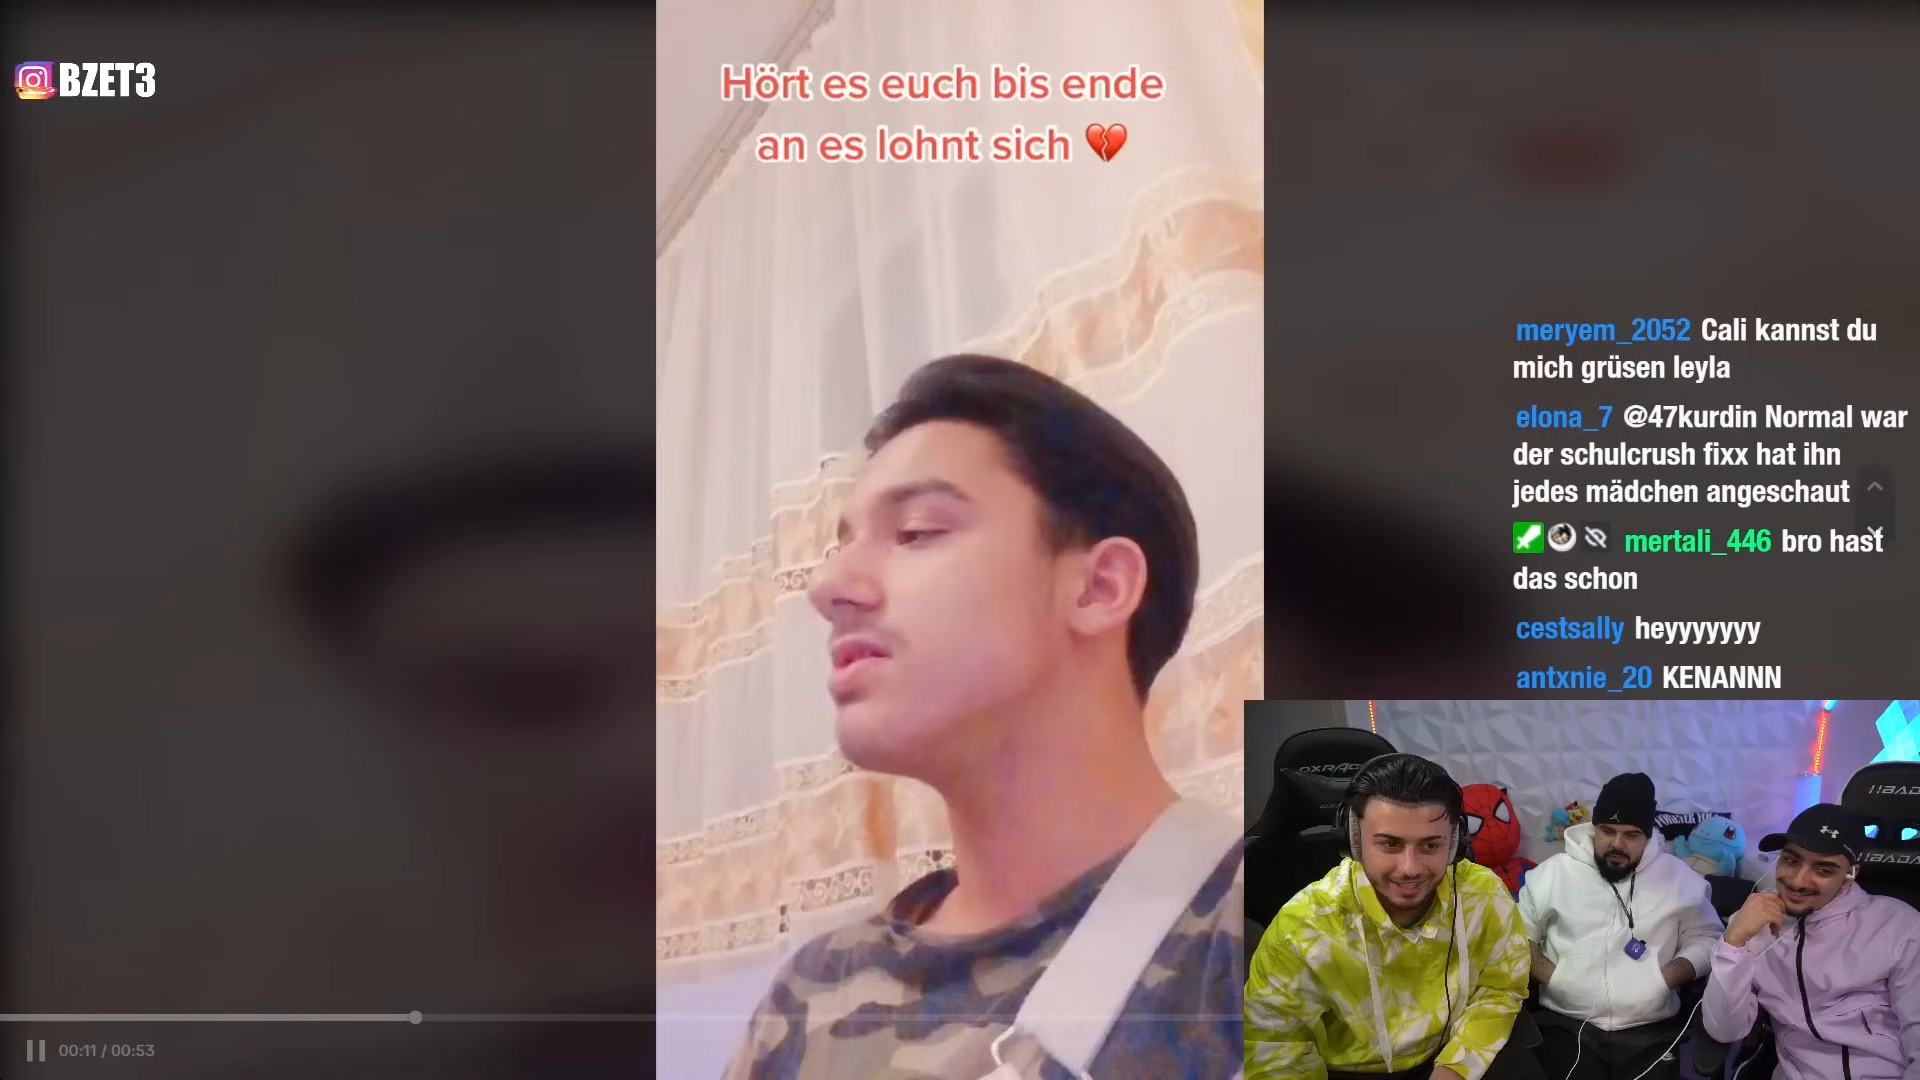 BZET3
Hört es euch bis ende
an es lohnt sich 💔
meryem_2052 Cali kannst du
mich grüsen leyla
elona_7 @47kurdin Normal war
der schulcrush fixx hat ihn
jedes mädchen angeschaut
mertali_446 bro hast
das schon
cestsally heyyyyyyy
antxnie_20 KENANNN
DXRACER
FOREVER
00:11 / 00:53